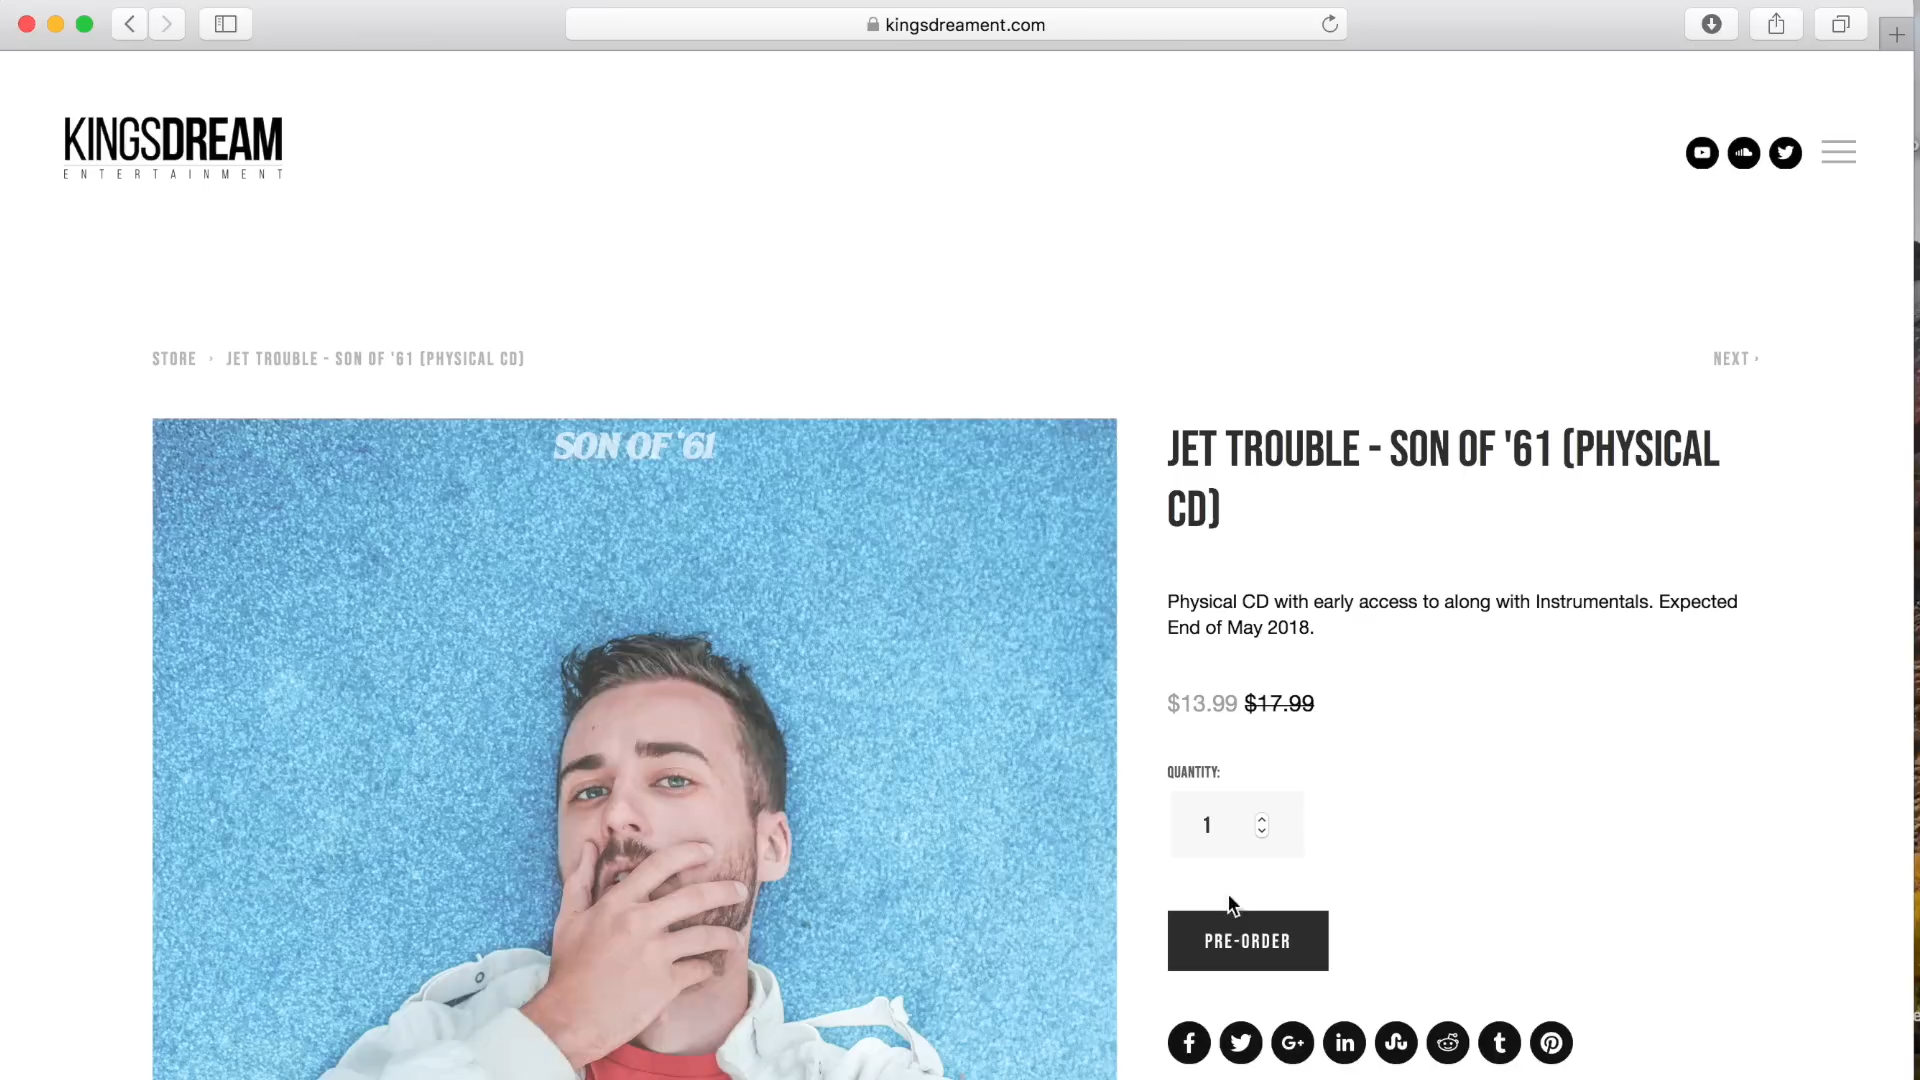 kingsdreament.com
KINGSDREAM
ENTERTAINMENT
STORE › JET TROUBLE - SON OF '61 (PHYSICAL CD)
NEXT ›
SON OF '61
JET TROUBLE - SON OF '61 (PHYSICAL
CD)
Physical CD with early access to along with Instrumentals. Expected
End of May 2018.
$13.99 $17.99
QUANTITY:
1
PRE-ORDER